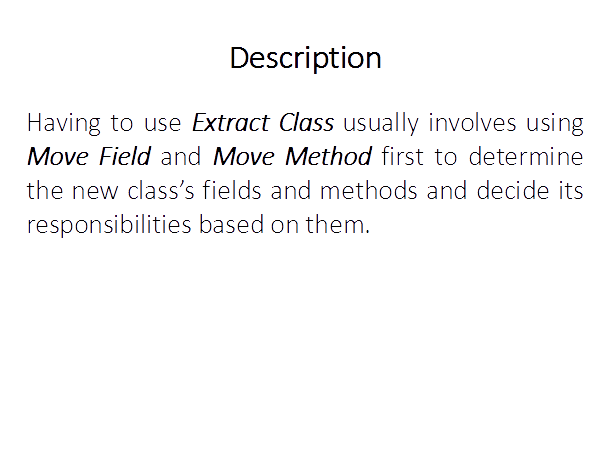 Description
Having to use Extract Class usually involves using
Move Field and Move Method first to determine
the new class’s fields and methods and decide its
responsibilities based on them.